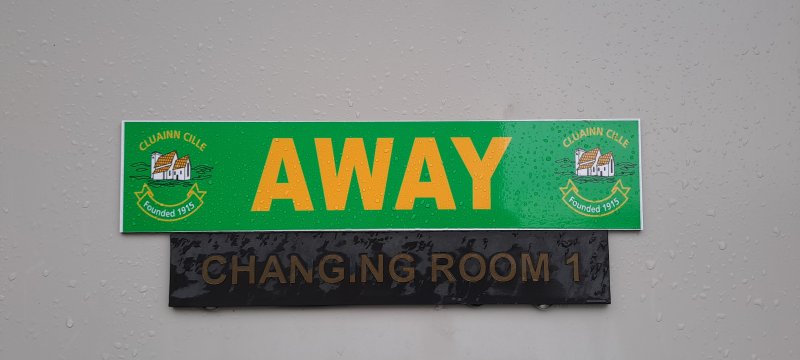 CLUAINN CILLE
Founded 1915
AWAY
CLUAINN CILLE
Founded 1915
CHANGING ROOM 1